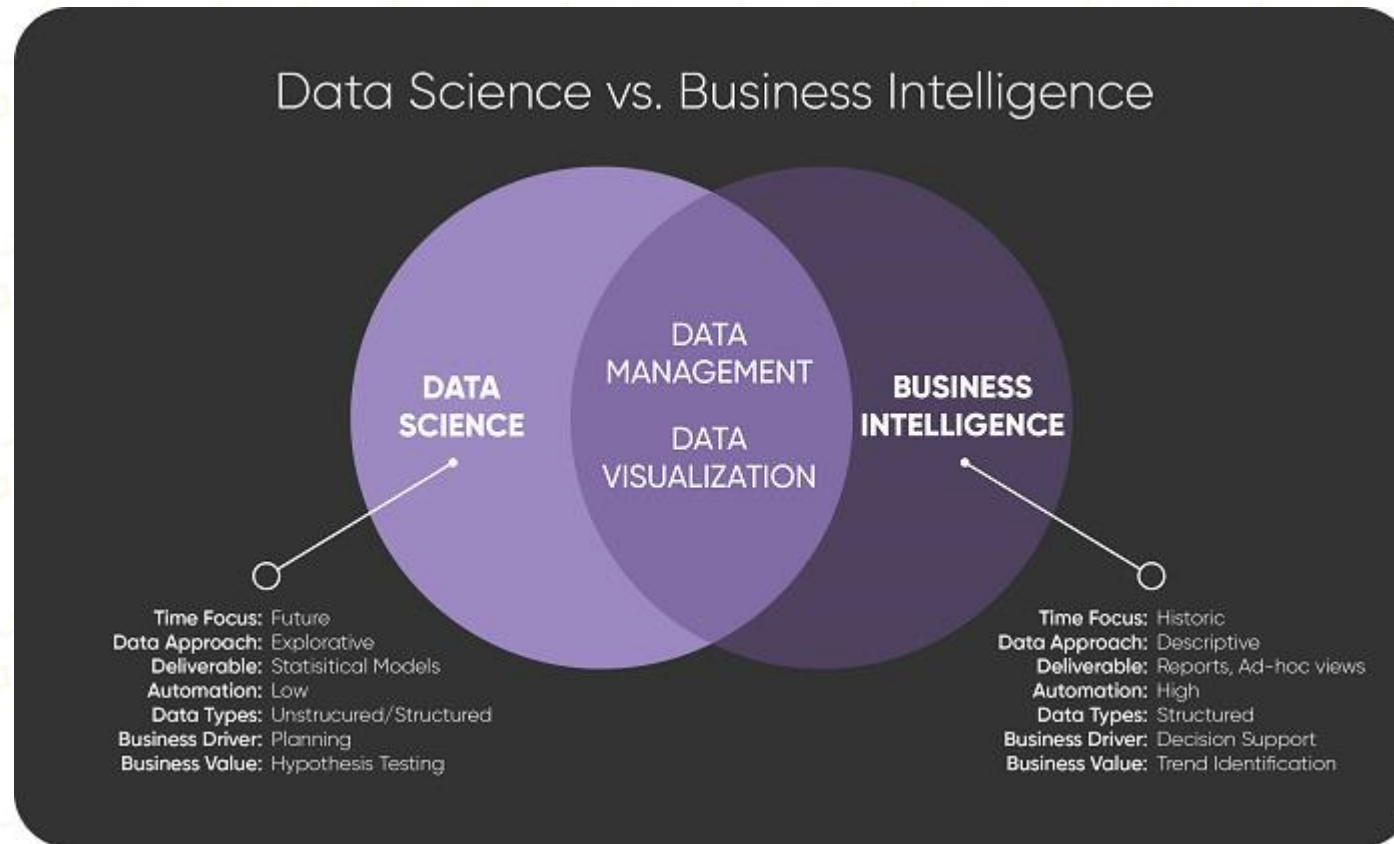 Data Science vs. Business Intelligence
DATA
SCIENCE
DATA
MANAGEMENT
DATA
VISUALIZATION
BUSINESS
INTELLIGENCE
Time Focus: Future
Data Approach: Explorative
Deliverable: Statisitical Models
Automation: Low
Data Types: Unstrucured/Structured
Business Driver: Planning
Business Value: Hypothesis Testing
Time Focus: Historic
Data Approach: Descriptive
Deliverable: Reports, Ad-hoc views
Automation: High
Data Types: Structured
Business Driver: Decision Support
Business Value: Trend Identification